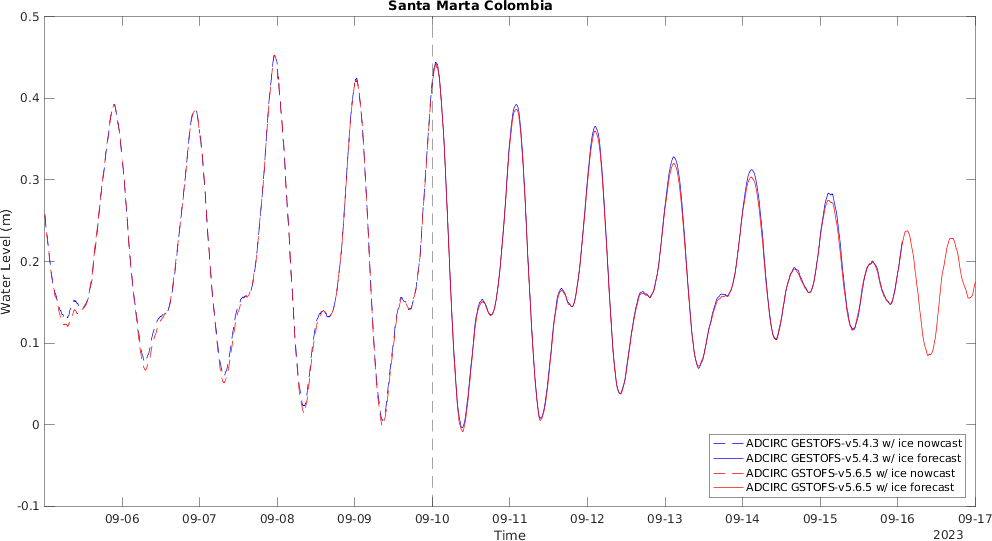 Santa Marta Colombia
0.5
0.4
0.3
0.2
0.1
0
-0.1
Water Level (m)
09-06 09-07 09-08 09-09 09-10 09-11 09-12 09-13 09-14 09-15 09-16 09-17
Time
2023
ADCIRC GESTOFS-v5.4.3 w/ ice nowcast
ADCIRC GESTOFS-v5.4.3 w/ ice forecast
ADCIRC GSTOFS-v5.6.5 w/ ice nowcast
ADCIRC GSTOFS-v5.6.5 w/ ice forecast